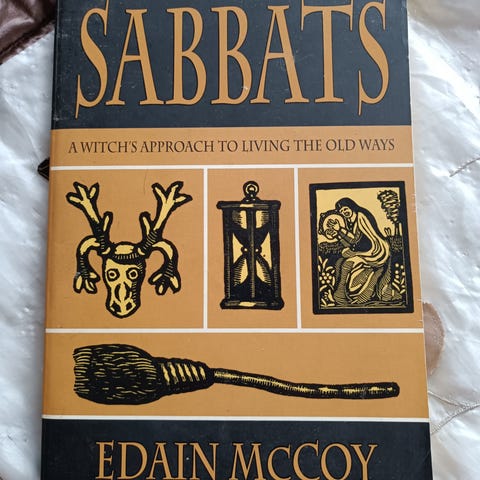 SABBATS
A WITCH'S APPROACH TO LIVING THE OLD WAYS
EDAIN McCOY